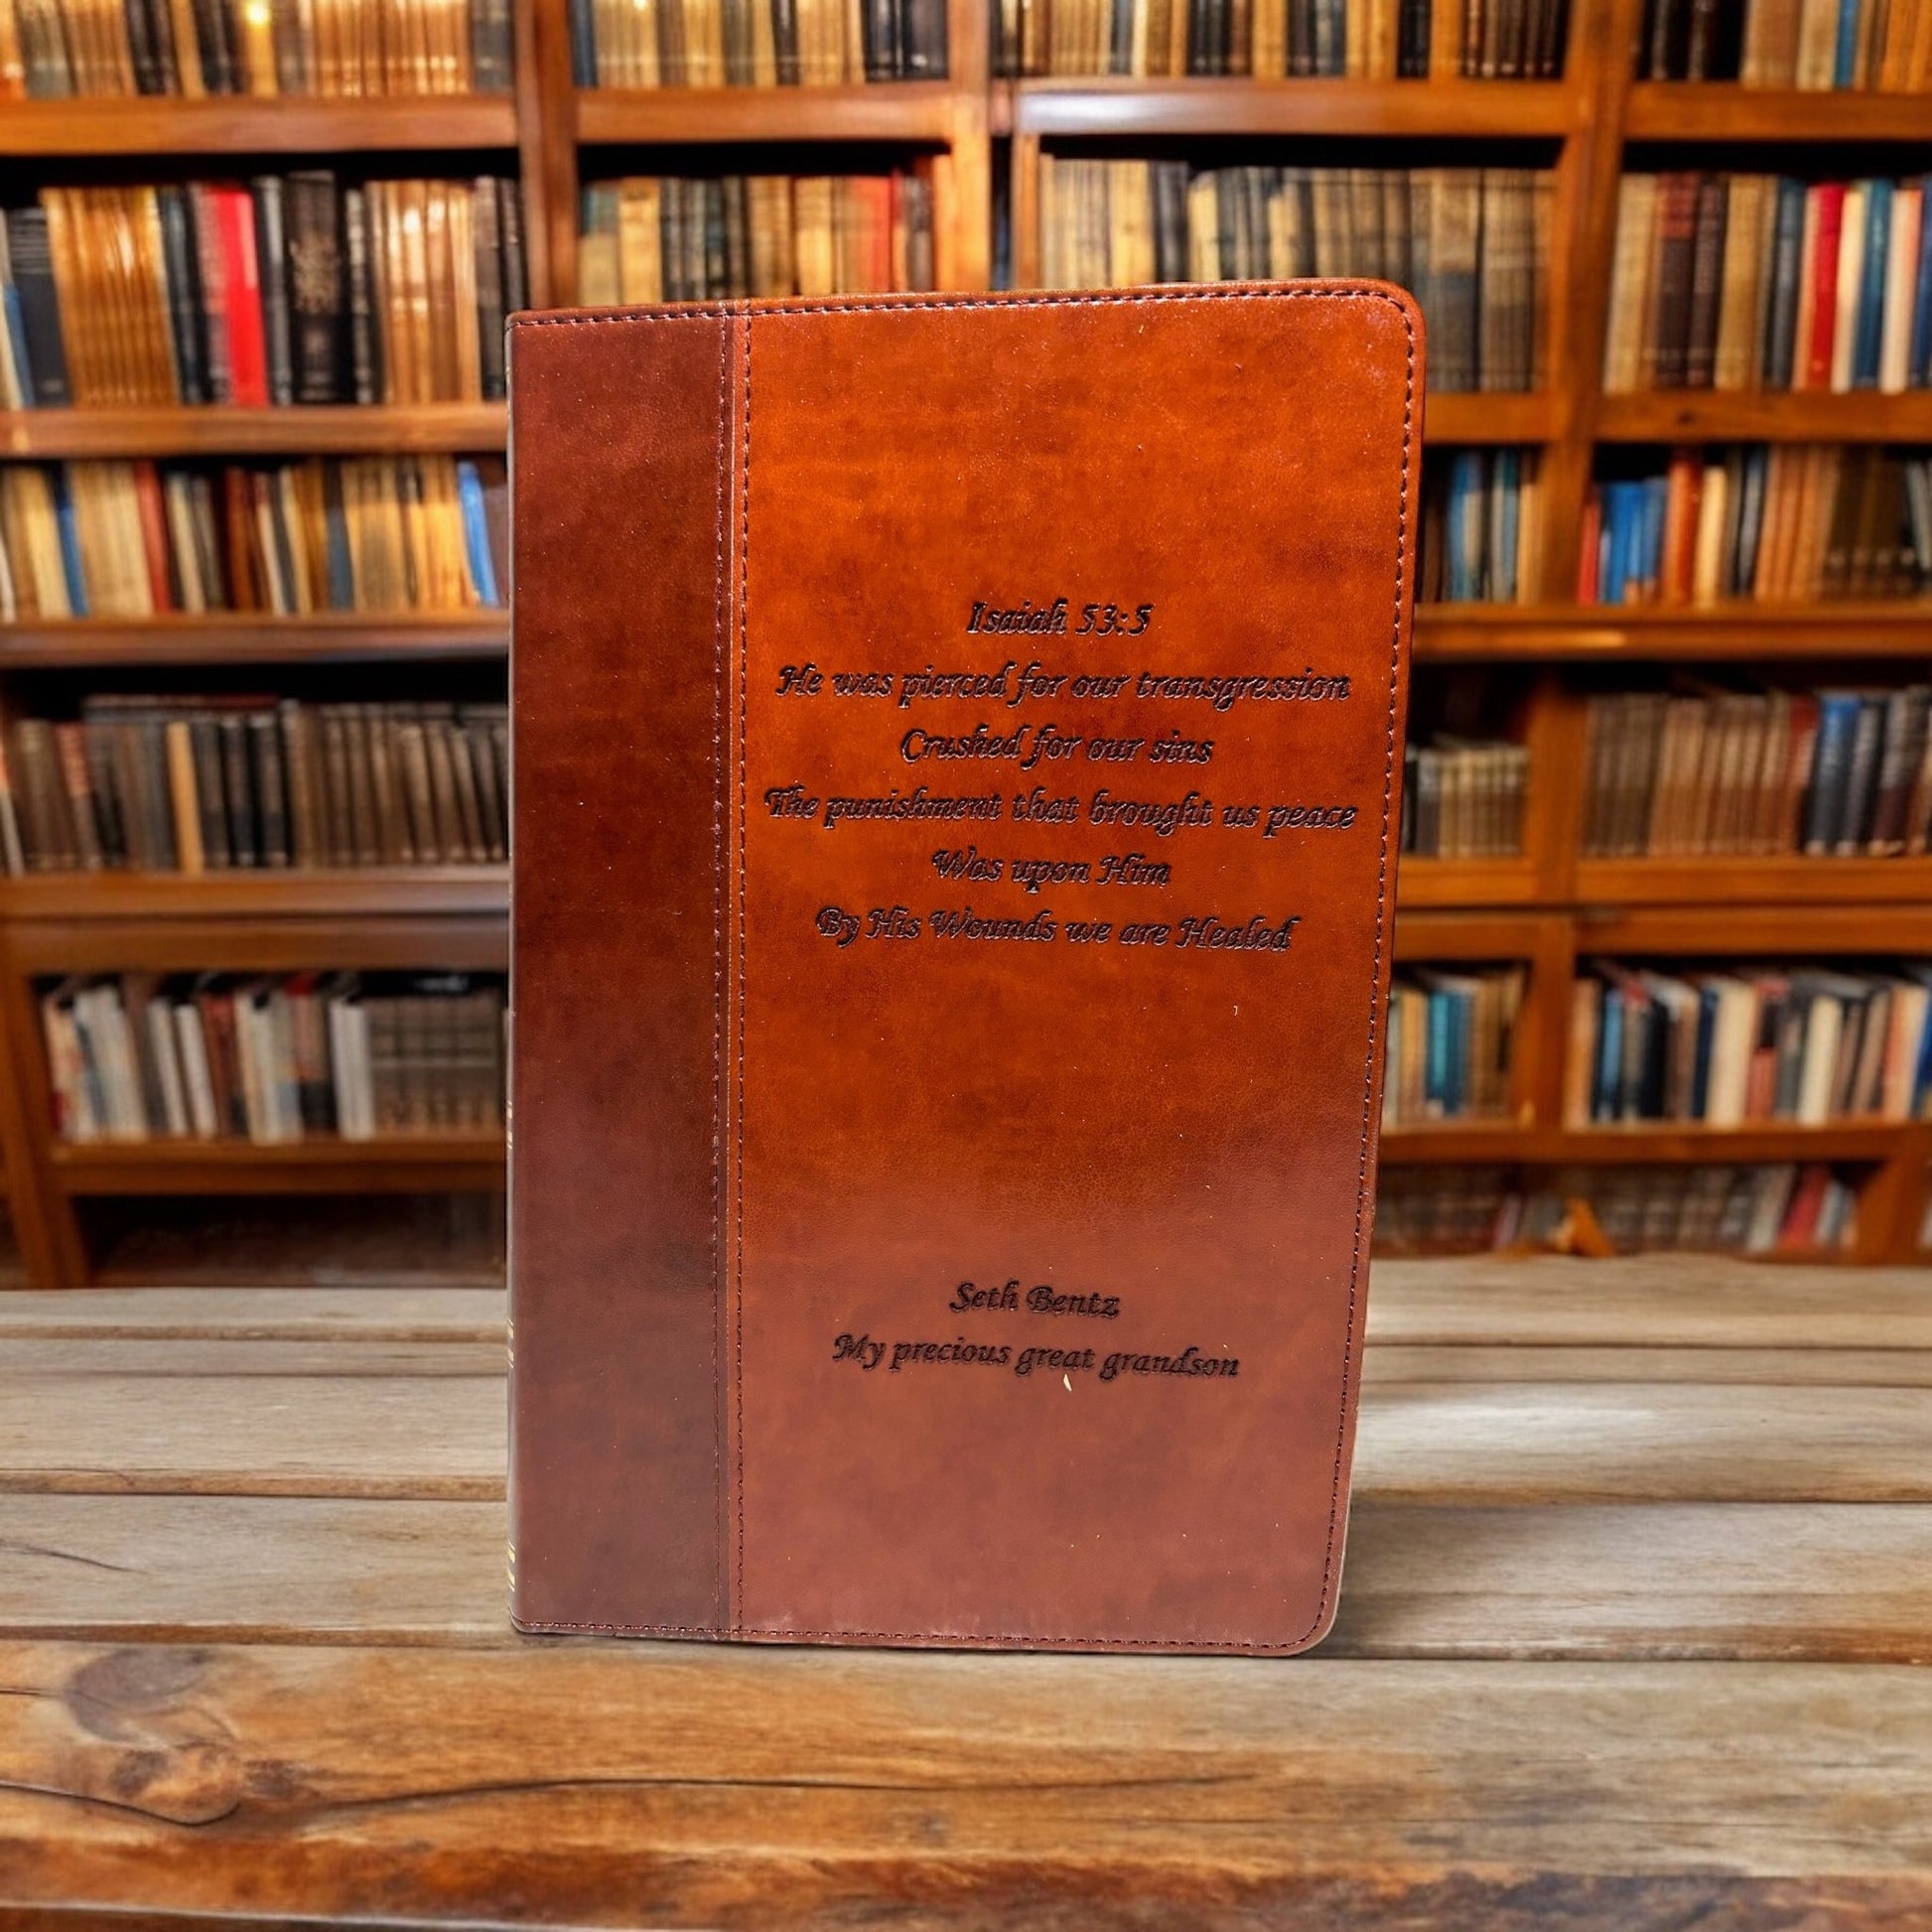 Isaiah 53:5
He was pierced for our transgression
Crushed for our sins
The punishment that brought us peace
Was upon Him
By His Wounds we are Healed
Seth Bentz
My precious great grandson